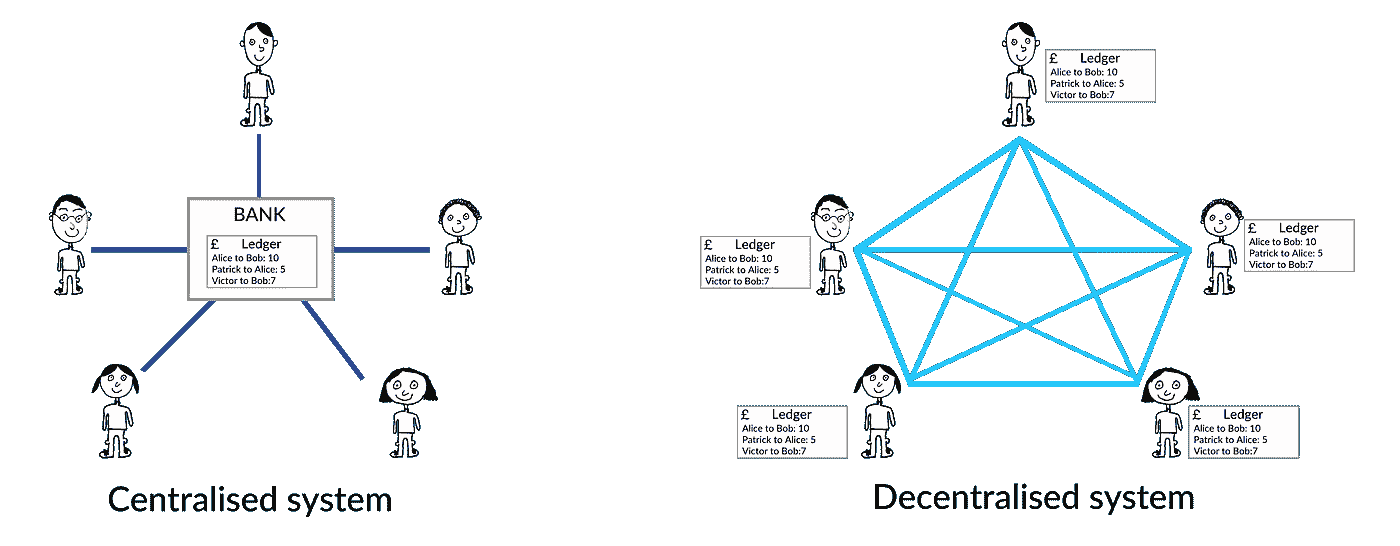 BANK
£ Ledger
Alice to Bob: 10
Patrick to Alice: 5
Victor to Bob:7
Centralised system
£ Ledger
Alice to Bob: 10
Patrick to Alice: 5
Victor to Bob:7
£ Ledger
Alice to Bob: 10
Patrick to Alice: 5
Victor to Bob:7
£ Ledger
Alice to Bob: 10
Patrick to Alice: 5
Victor to Bob:7
£ Ledger
Alice to Bob: 10
Patrick to Alice: 5
Victor to Bob:7
£ Ledger
Alice to Bob: 10
Patrick to Alice: 5
Victor to Bob:7
Decentralised system